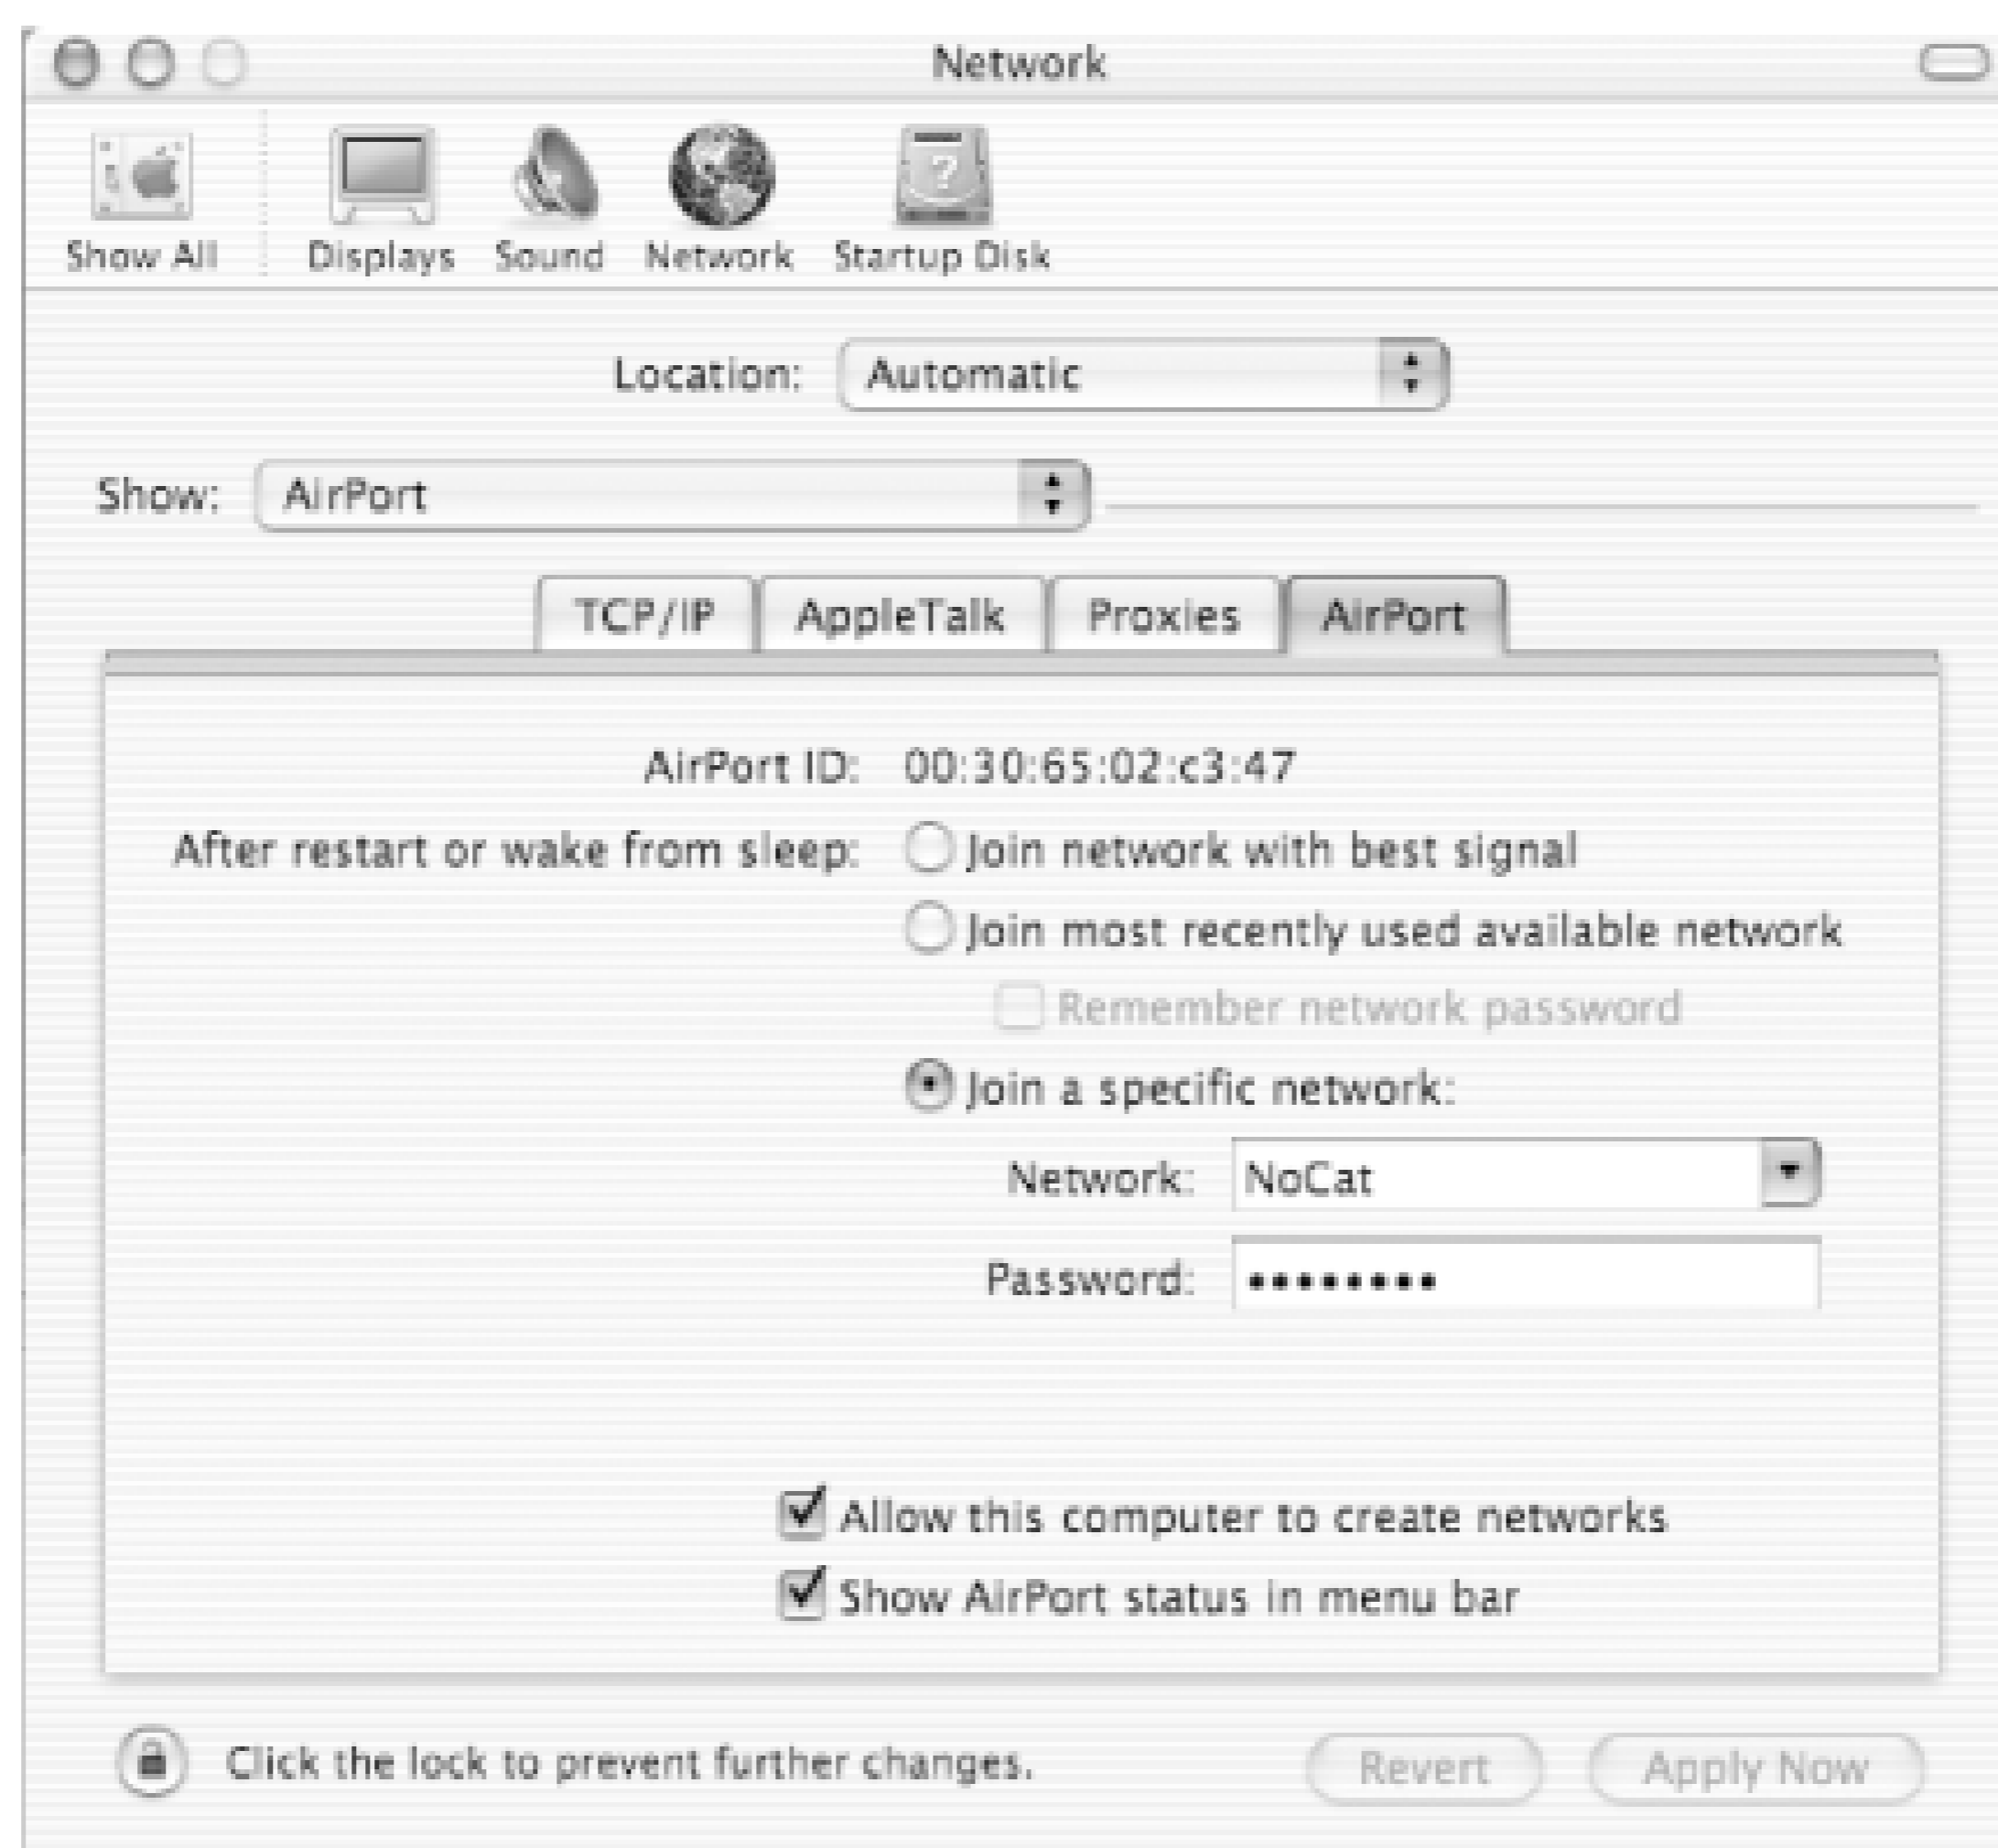 Network
Show All Displays Sound Network Startup Disk
Location: Automatic
Show: AirPort
TCP/IP AppleTalk Proxies AirPort
AirPort ID: 00:30:65:02:c3:47
After restart or wake from sleep: Join network with best signal
Join most recently used available network
Remember network password
Join a specific network:
Network: NoCat
Password: ••••••••
Allow this computer to create networks
Show AirPort status in menu bar
Click the lock to prevent further changes. Revert Apply Now